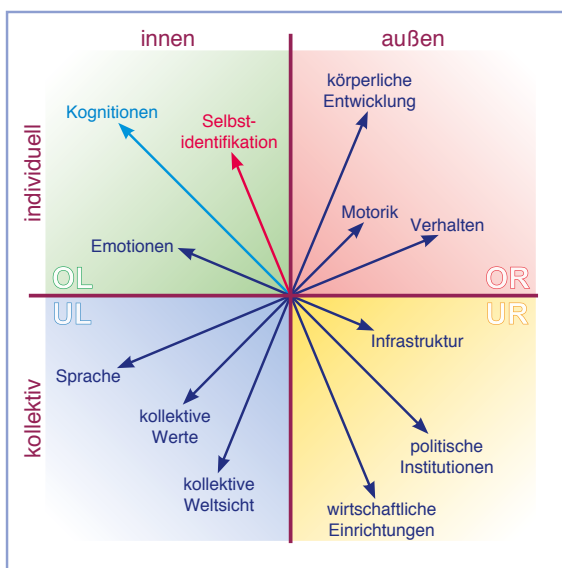 innen
außen
individuell
kollektiv
Kognitionen
Selbst-
identifikation
Emotionen
OL
körperliche
Entwicklung
Motorik
Verhalten
OR
UL
Sprache
kollektive
Werte
kollektive
Weltsicht
UR
Infrastruktur
politische
Institutionen
wirtschaftliche
Einrichtungen